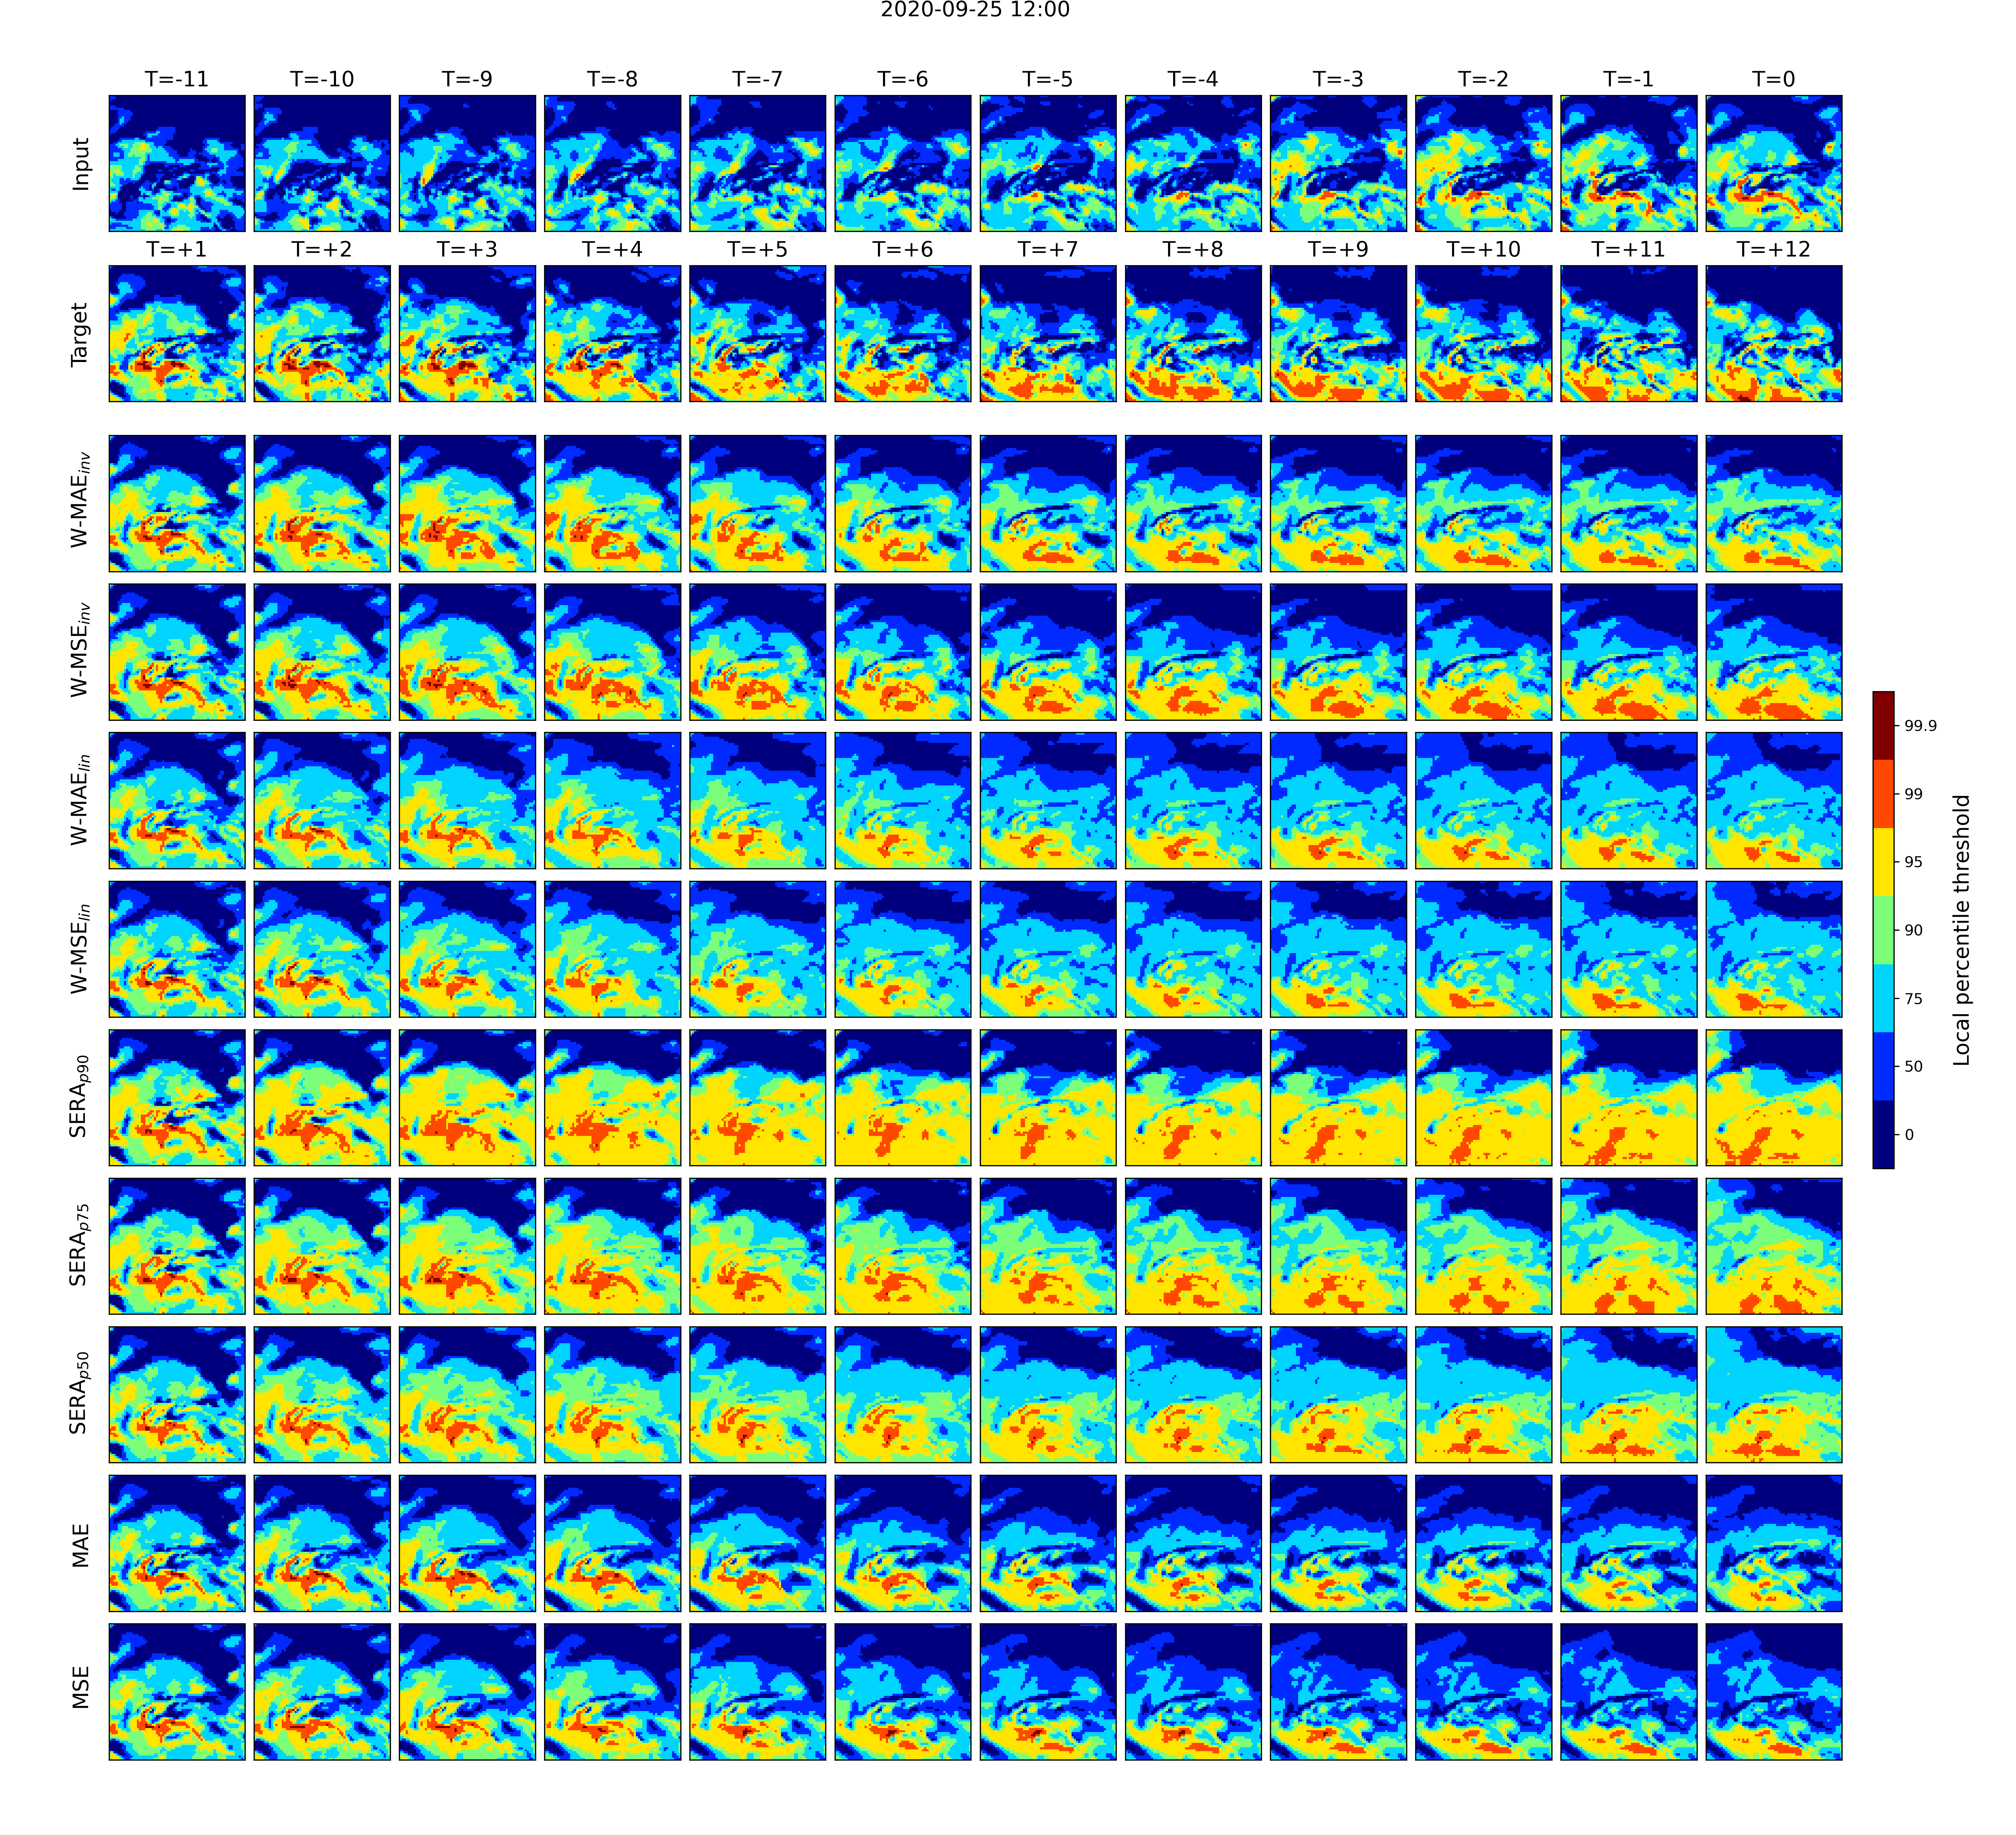 2020-09-25 12:00
T=-11 T=-10 T=-9 T=-8 T=-7 T=-6 T=-5 T=-4 T=-3 T=-2 T=-1 T=0
Input
T=+1 T=+2 T=+3 T=+4 T=+5 T=+6 T=+7 T=+8 T=+9 T=+10 T=+11 T=+12
Target
W-MAEinv
W-MSEinv
W-MAElin
W-MSElin
SERAp90
SERAp75
SERAp50
MAE
MSE
99.9
99
95
90
75
50
0
Local percentile threshold